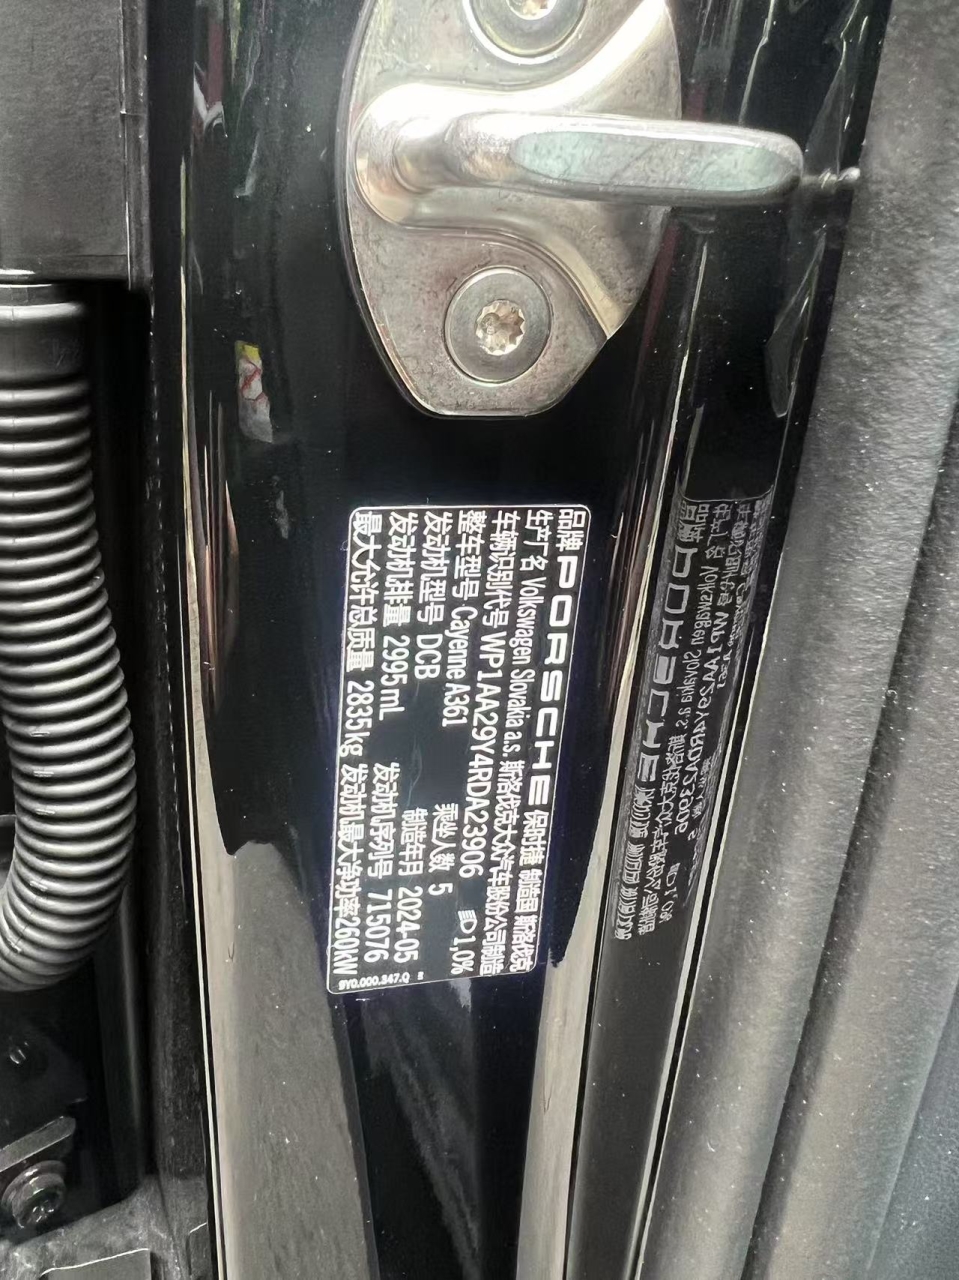 品牌 PORSCHE 保时捷 制造国 斯洛伐克
生产厂名 Volkswagen Slovakia a.s. 斯洛伐克大众汽车股份公司制造
车辆识别代号 WP1AA29Y4RDA23906 1,0%
整车型号 Cayenne A361 乘坐人数 5
发动机型号 DCB 制造年月 2024-05
发动机排量 2995mL 发动机序列号 715076
最大允许总质量 2835kg 发动机最大净功率260KW
9Y0.000.347.Q